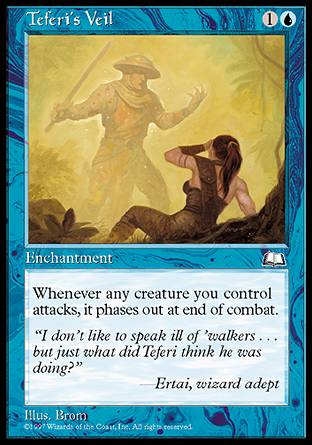 Teferi's Veil 1
Enchantment
Whenever any creature you control
attacks, it phases out at end of combat.
“I don't like to speak ill of 'walkers . . .
but just what did Teferi think he was
doing?”
—Ertai, wizard adept
Illus. Brom
©1997 Wizards of the Coast, Inc. All rights reserved.